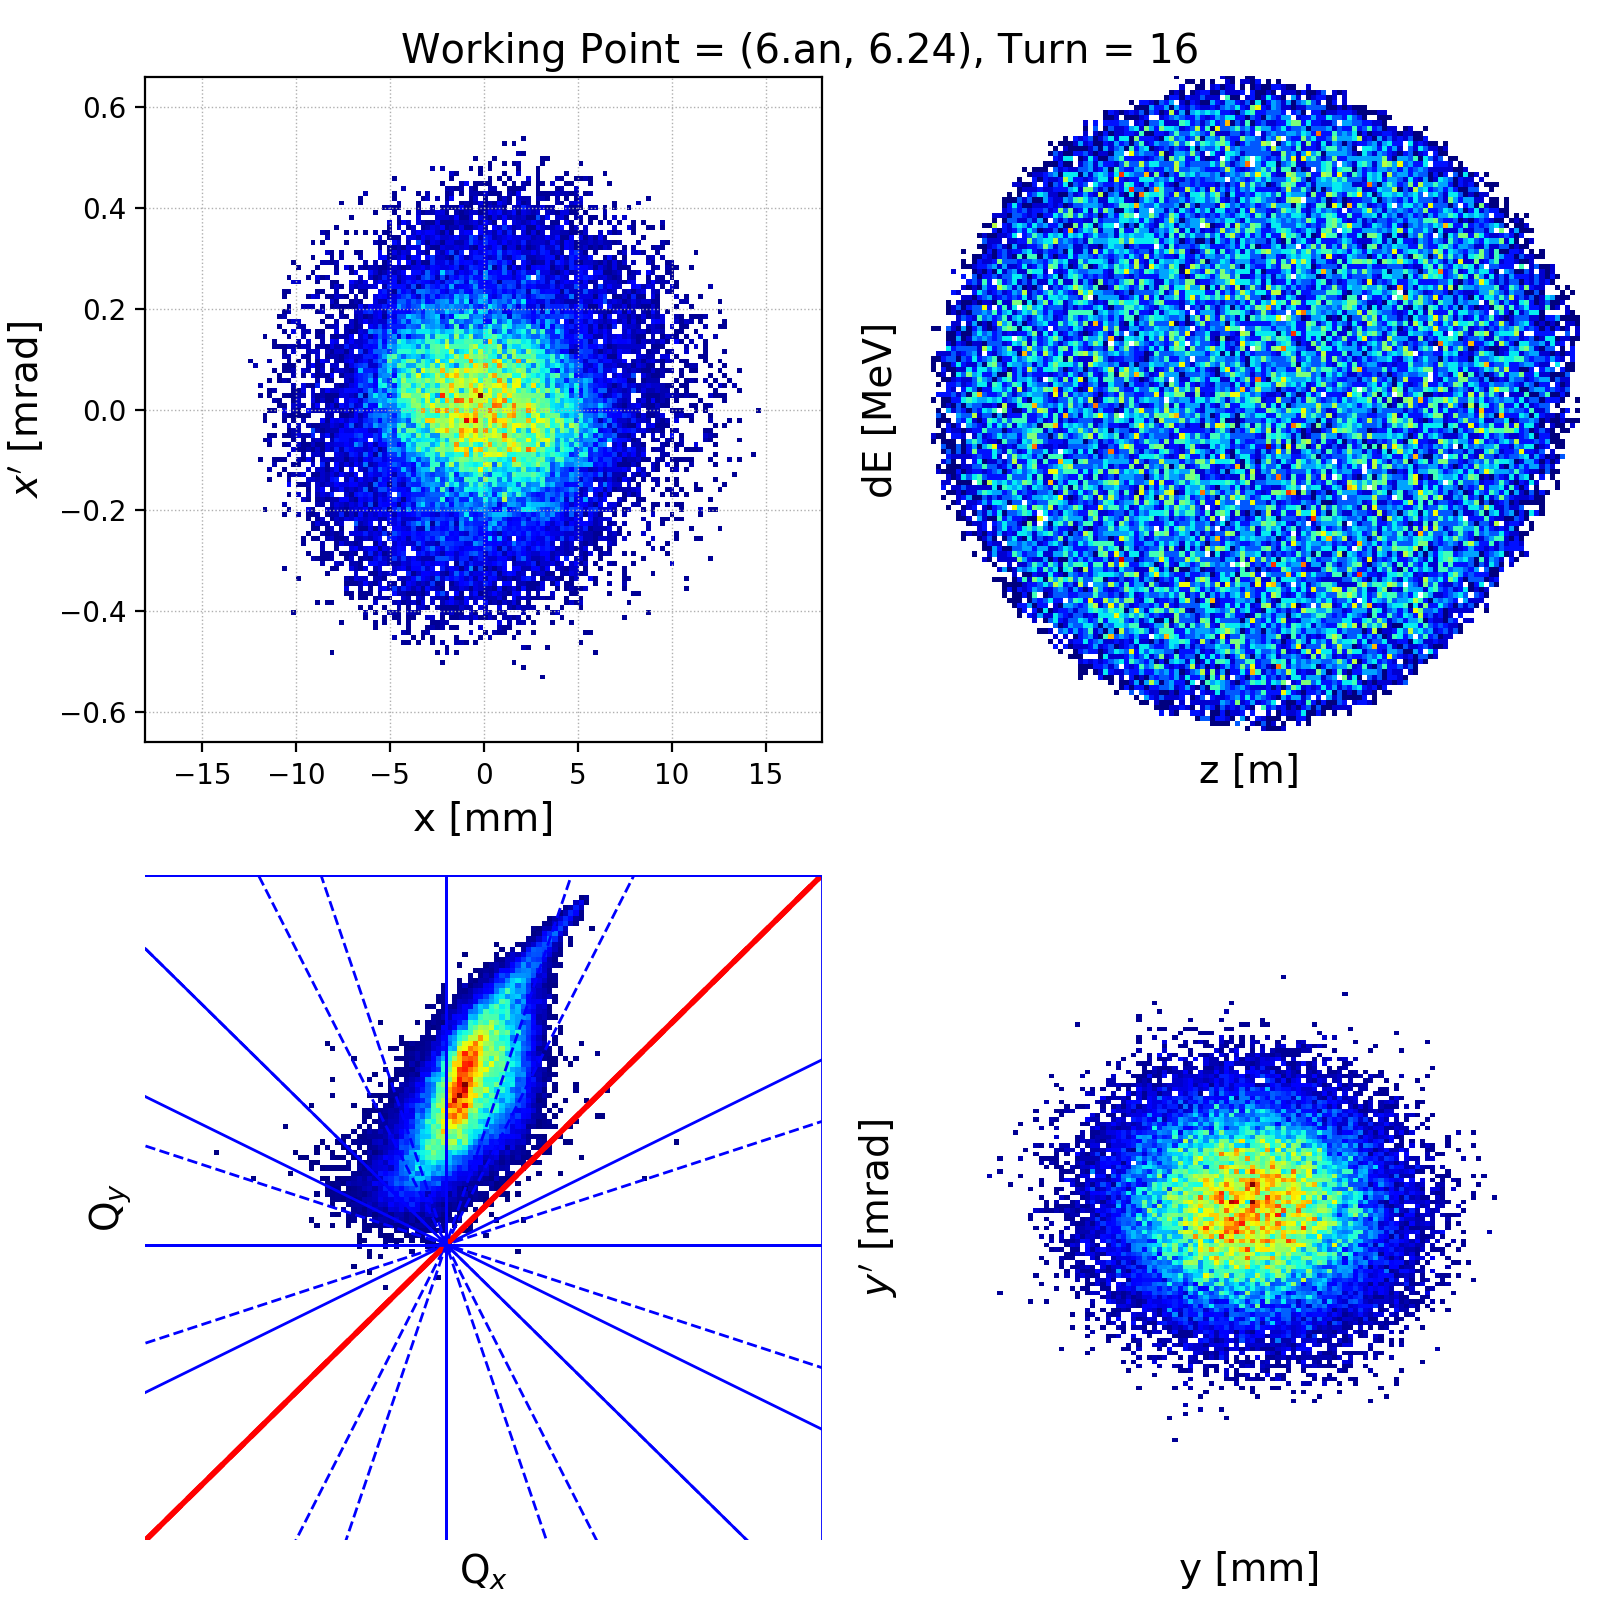 Working Point = (6.an, 6.24), Turn = 16
0.6
0.4
0.2
0.0
−0.2
−0.4
−0.6
x′ [mrad]
−15 −10 −5 0 5 10 15
x [mm]
dE [MeV]
z [m]
Qy
Qx
y′ [mrad]
y [mm]